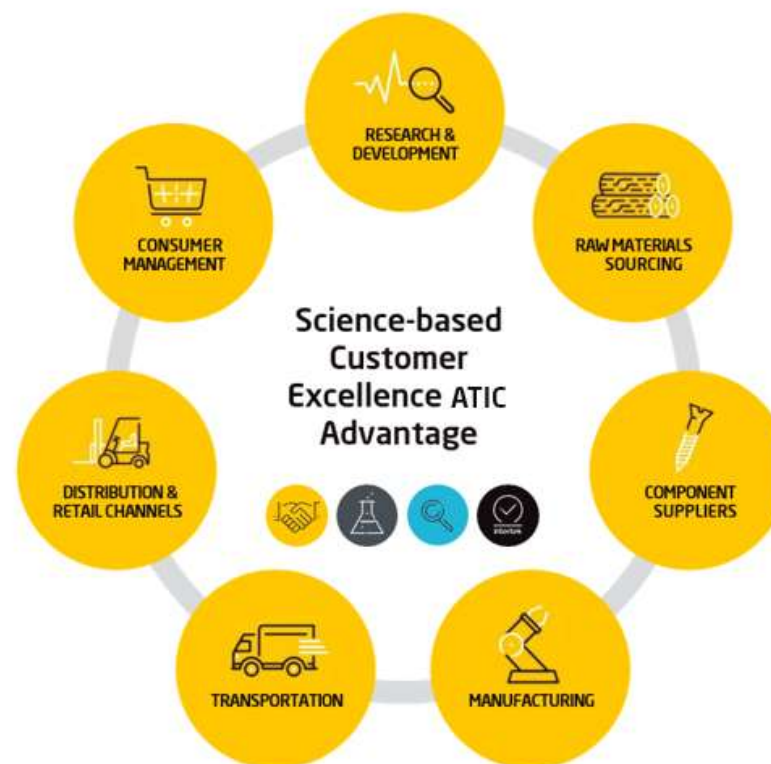 RESEARCH &
DEVELOPMENT
RAW MATERIALS
SOURCING
COMPONENT
SUPPLIERS
MANUFACTURING
TRANSPORTATION
DISTRIBUTION &
RETAIL CHANNELS
CONSUMER
MANAGEMENT
Science-based
Customer
Excellence ATIC
Advantage
intertek